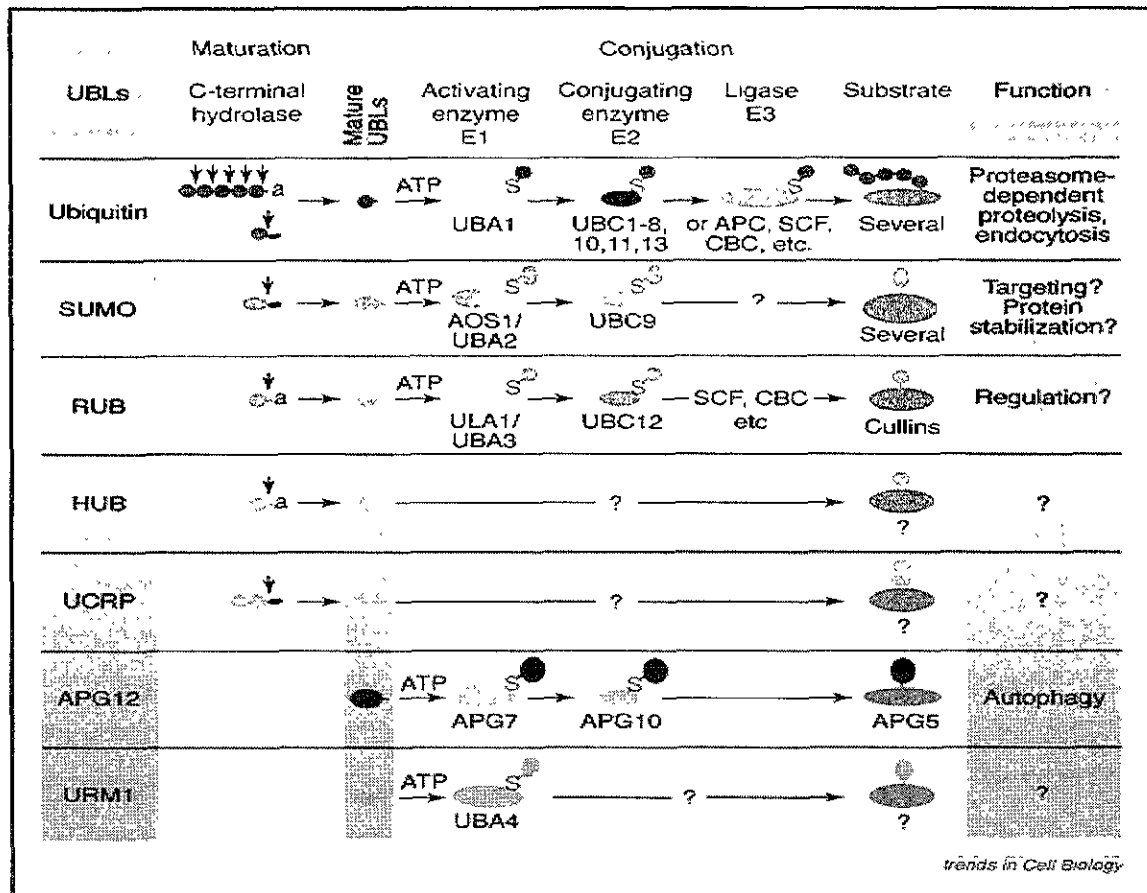 Maturation Conjugation
UBLs C-terminal hydrolase Mature UBLs Activating enzyme E1 Conjugating enzyme E2 Ligase E3 Substrate Function
Ubiquitin a ATP S S S Proteasome-
UBA1 UBC1-8, or APC, SCF, Several dependent
10,11,13 CBC, etc. proteolysis,
endocytosis
SUMO ATP S S ? Targeting?
AOS1/ UBC9 Several Protein
UBA2 stabilization?
RUB a ATP S S SCF, CBC Regulation?
ULA1/ UBC12 etc Cullins
UBA3
HUB a ? ?
?
UCRP ? ?
?
APG12 ATP S S Autophagy
APG7 APG10 APG5
URM1 ATP S ? ?
UBA4 ?
trends in Cell Biology